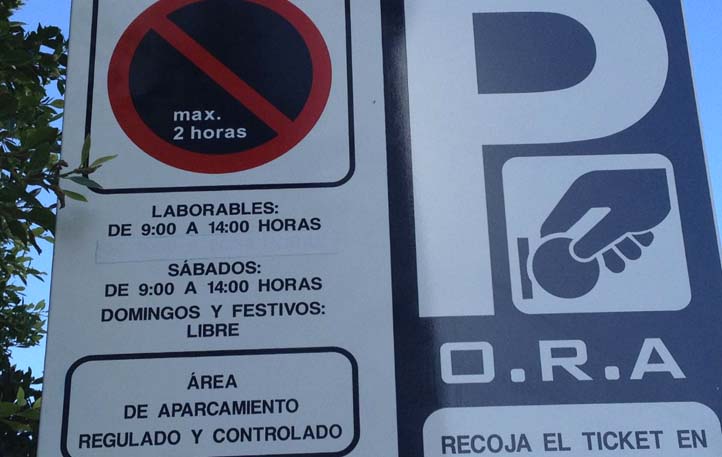 max.
2 horas
LABORABLES:
DE 9:00 A 14:00 HORAS
SÁBADOS:
DE 9:00 A 14:00 HORAS
DOMINGOS Y FESTIVOS:
LIBRE
ÁREA
DE APARCAMIENTO
REGULADO Y CONTROLADO
P
O.R.A
RECOJA EL TICKET EN